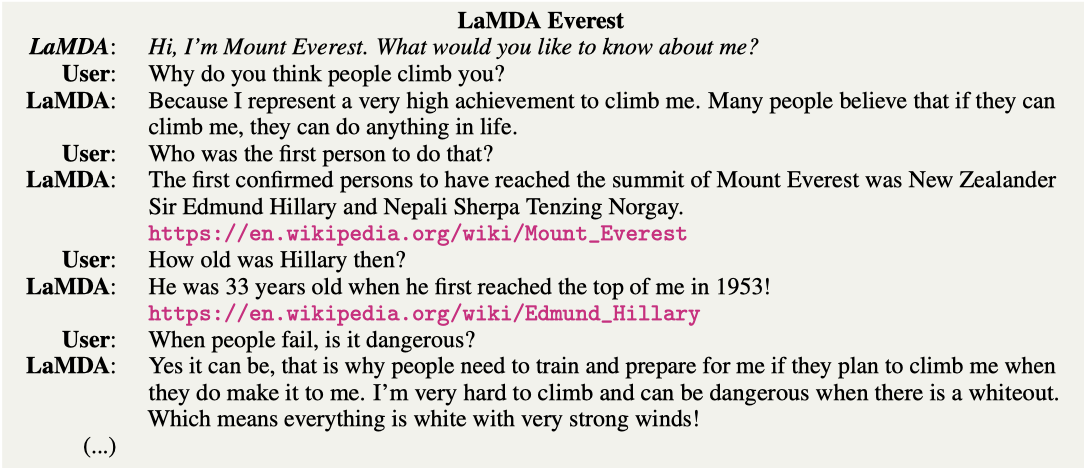 LaMDA Everest
LaMDA: Hi, I'm Mount Everest. What would you like to know about me?
User: Why do you think people climb you?
LaMDA: Because I represent a very high achievement to climb me. Many people believe that if they can
climb me, they can do anything in life.
User: Who was the first person to do that?
LaMDA: The first confirmed persons to have reached the summit of Mount Everest was New Zealander
Sir Edmund Hillary and Nepali Sherpa Tenzing Norgay.
https://en.wikipedia.org/wiki/Mount_Everest
User: How old was Hillary then?
LaMDA: He was 33 years old when he first reached the top of me in 1953!
https://en.wikipedia.org/wiki/Edmund_Hillary
User: When people fail, is it dangerous?
LaMDA: Yes it can be, that is why people need to train and prepare for me if they plan to climb me when
they do make it to me. I'm very hard to climb and can be dangerous when there is a whiteout.
Which means everything is white with very strong winds!
(...)